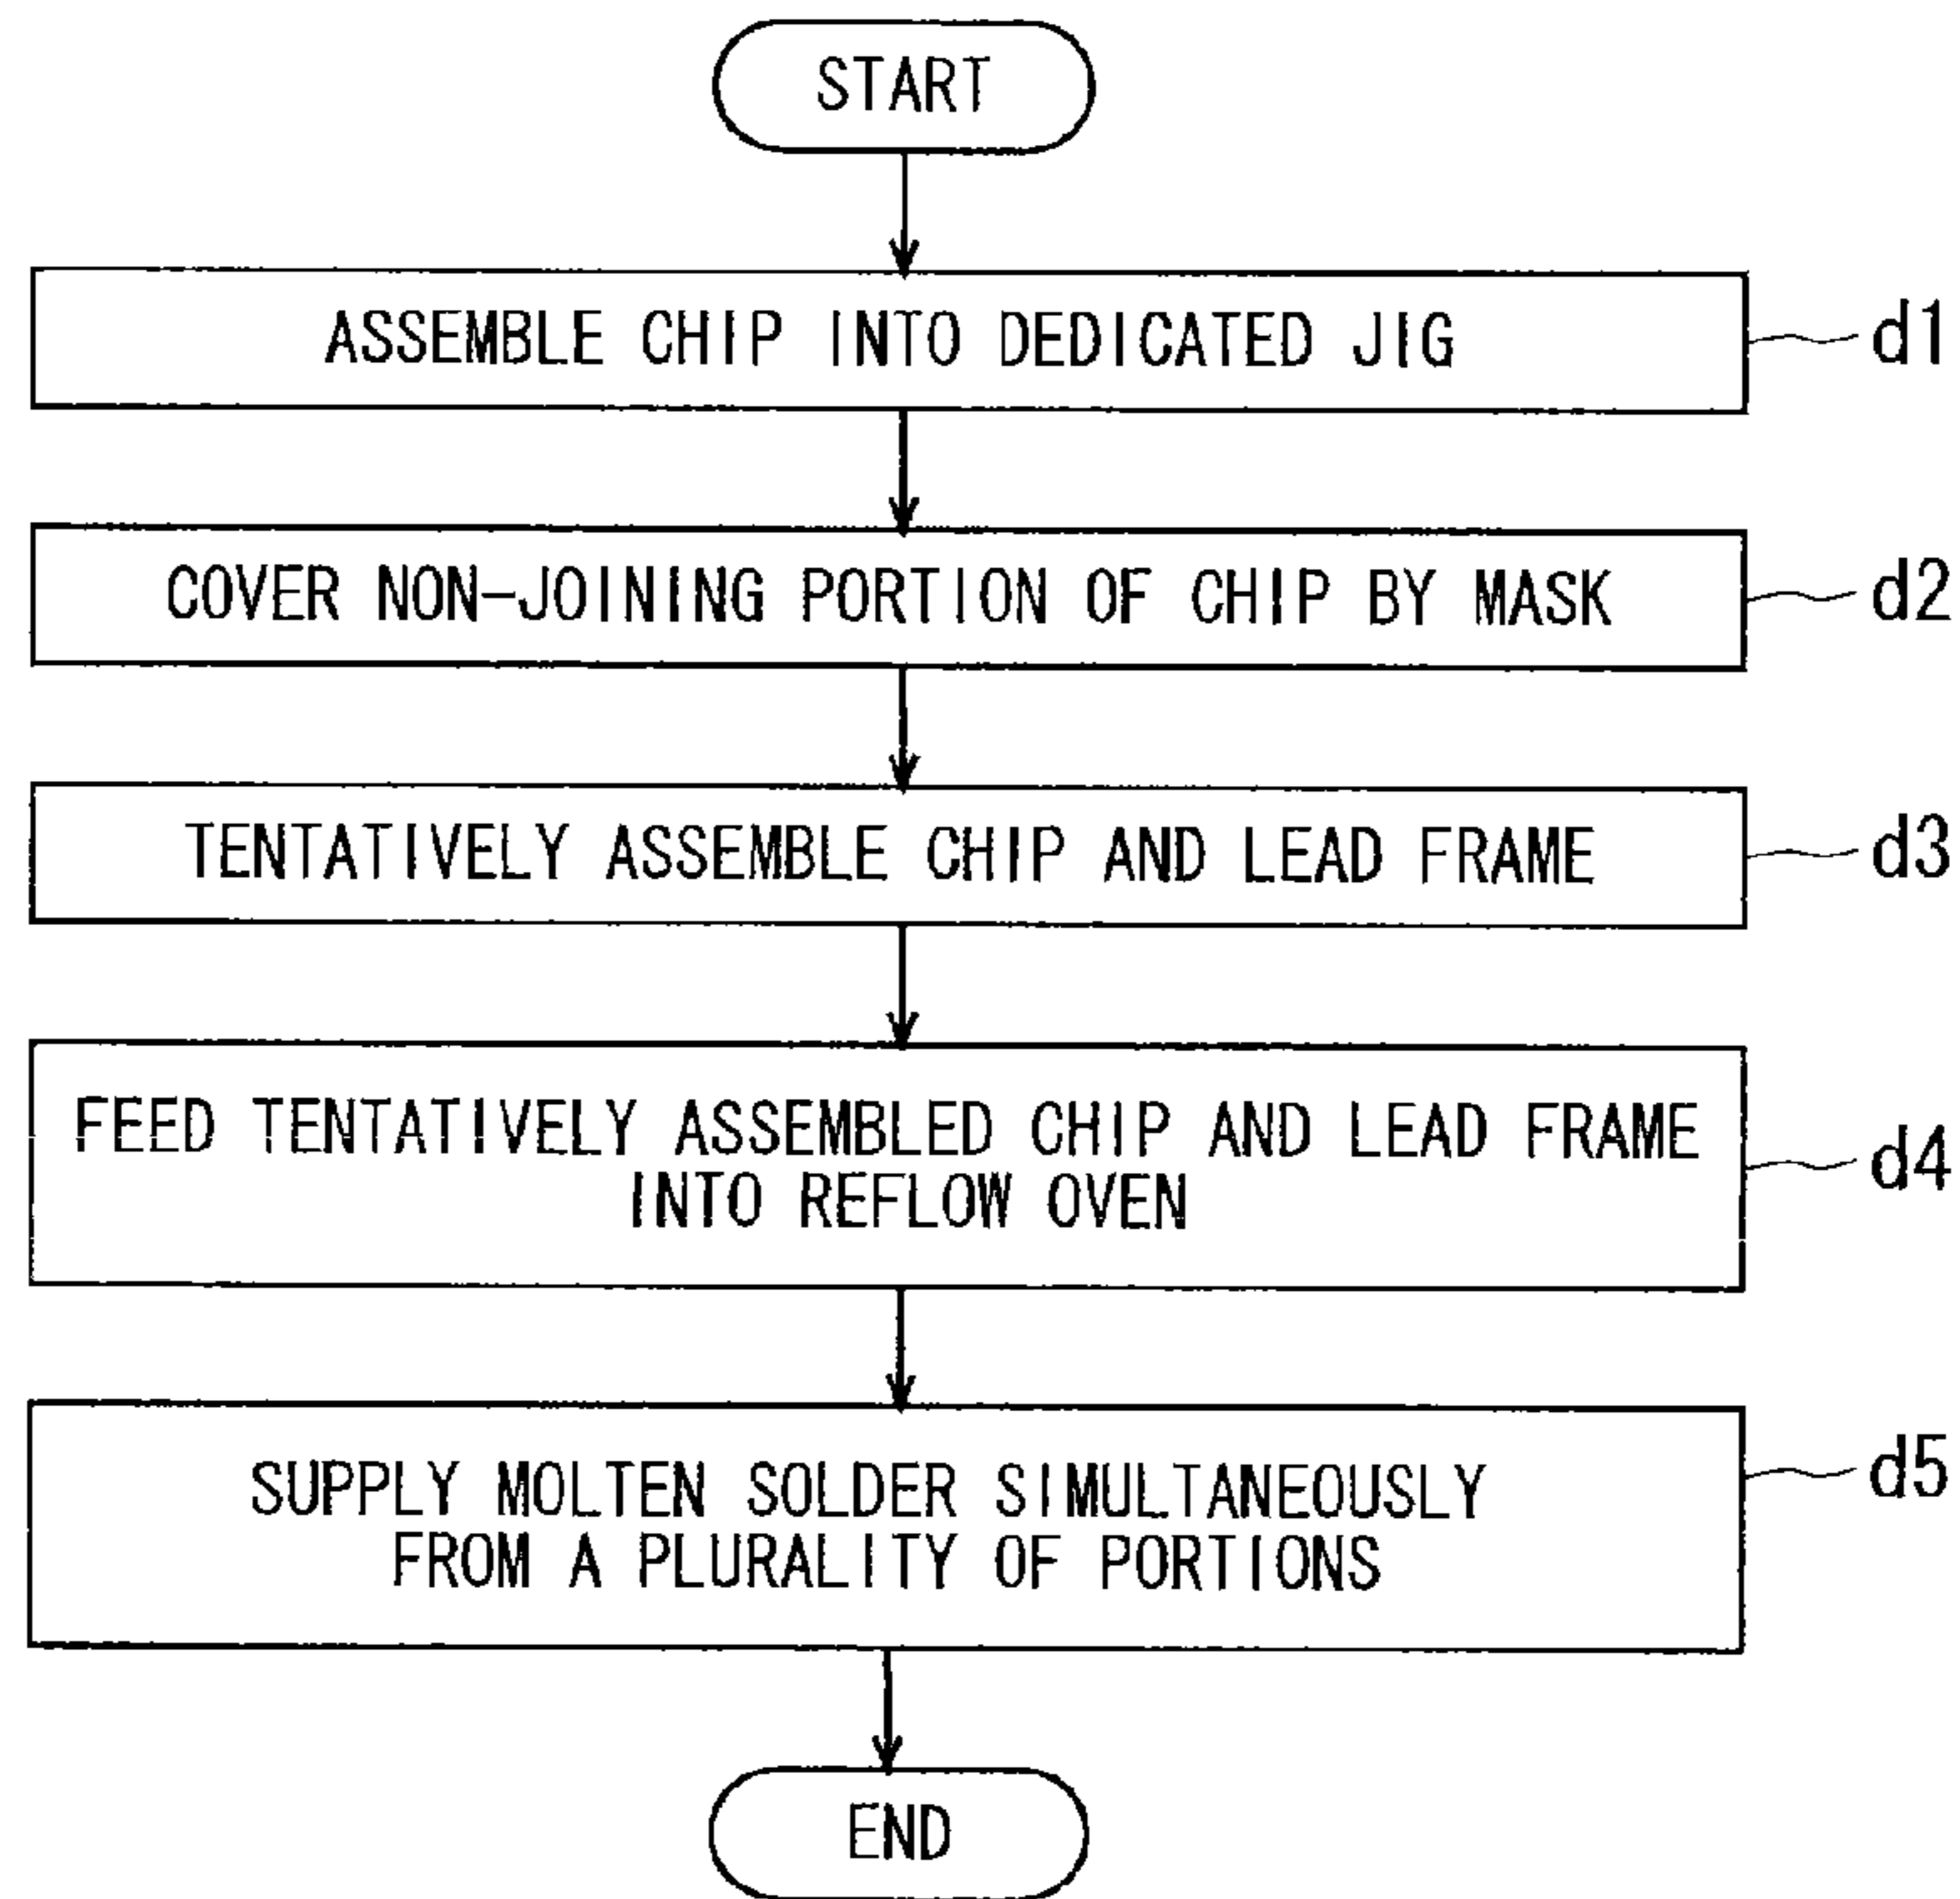 START
ASSEMBLE CHIP INTO DEDICATED JIG
d1
COVER NON-JOINING PORTION OF CHIP BY MASK
d2
TENTATIVELY ASSEMBLE CHIP AND LEAD FRAME
d3
FEED TENTATIVELY ASSEMBLED CHIP AND LEAD FRAME
INTO REFLOW OVEN
d4
SUPPLY MOLTEN SOLDER SIMULTANEOUSLY
FROM A PLURALITY OF PORTIONS
d5
END